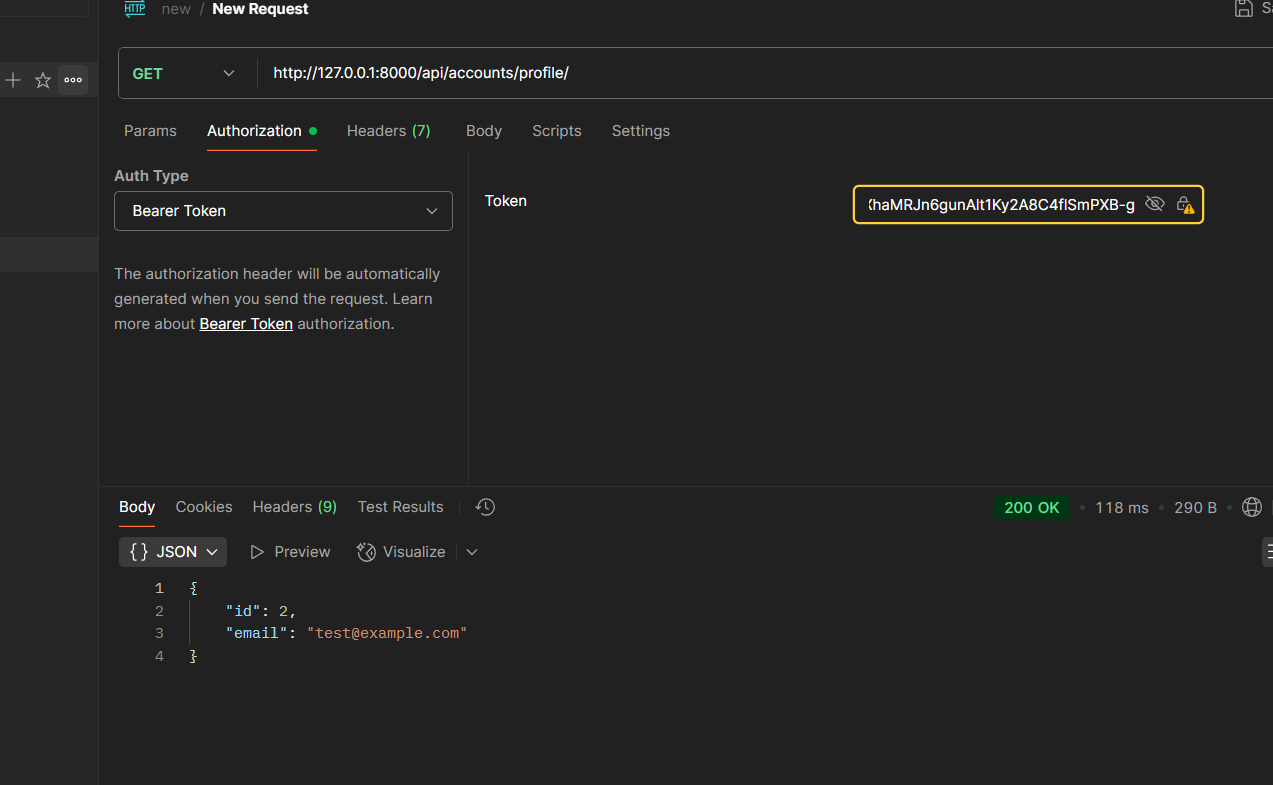 HTTP new / New Request
GET http://127.0.0.1:8000/api/accounts/profile/
Params Authorization Headers (7) Body Scripts Settings
Auth Type
Bearer Token
The authorization header will be automatically
generated when you send the request. Learn
more about Bearer Token authorization.
Token
haMRJn6gunAlt1Ky2A8C4flSmPXB-g
Body Cookies Headers (9) Test Results 200 OK • 118 ms • 290 B •
{} JSON Preview Visualize
1 {
2 "id": 2,
3 "email": "test@example.com"
4 }